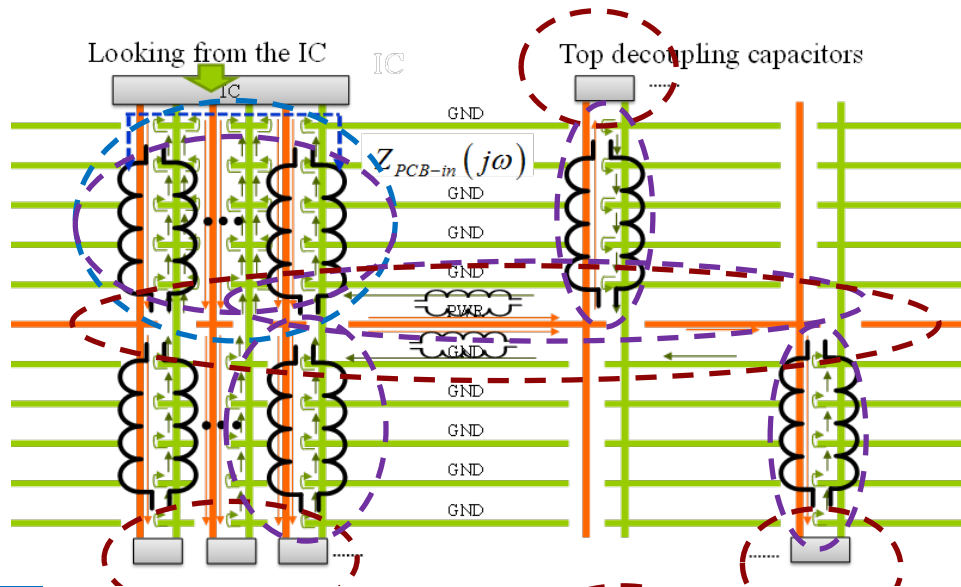 Looking from the IC
IC
Top decoupling capacitors
IC
........
GND
Z_{PCB-in}(jω)
GND
GND
GND
GND
PWR
GND
GND
GND
GND
GND
........
........